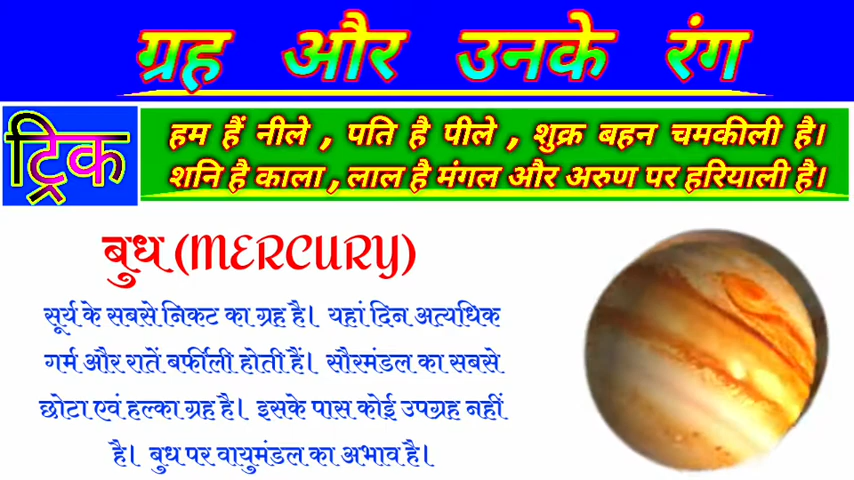 ग्रह और उनके रंग
ट्रिक
हम हैं नीले , पति है पीले , शुक्र बहन चमकीली है।
शनि है काला , लाल है मंगल और अरुण पर हरियाली है।
बुध (MERCURY)
सूर्य के सबसे निकट का ग्रह है। यहां दिन अत्यधिक
गर्म और रातें बर्फीली होती हैं। सौरमंडल का सबसे
छोटा एवं हल्का ग्रह है। इसके पास कोई उपग्रह नहीं
है। बुध पर वायुमंडल का अभाव है।